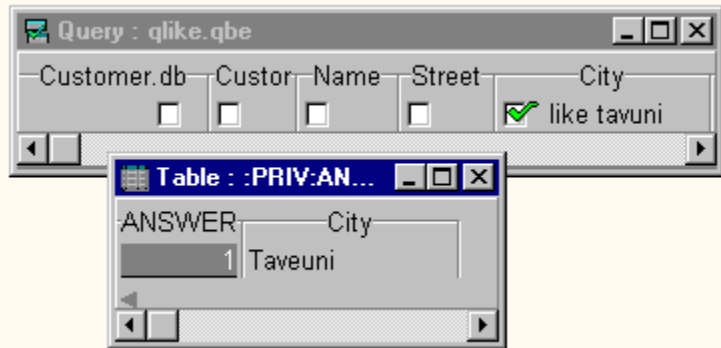 Query : qlike.qbe
Customer.db Custor Name Street City
like tavuni
Table : :PRIV:AN...
ANSWER City
1 Taveuni